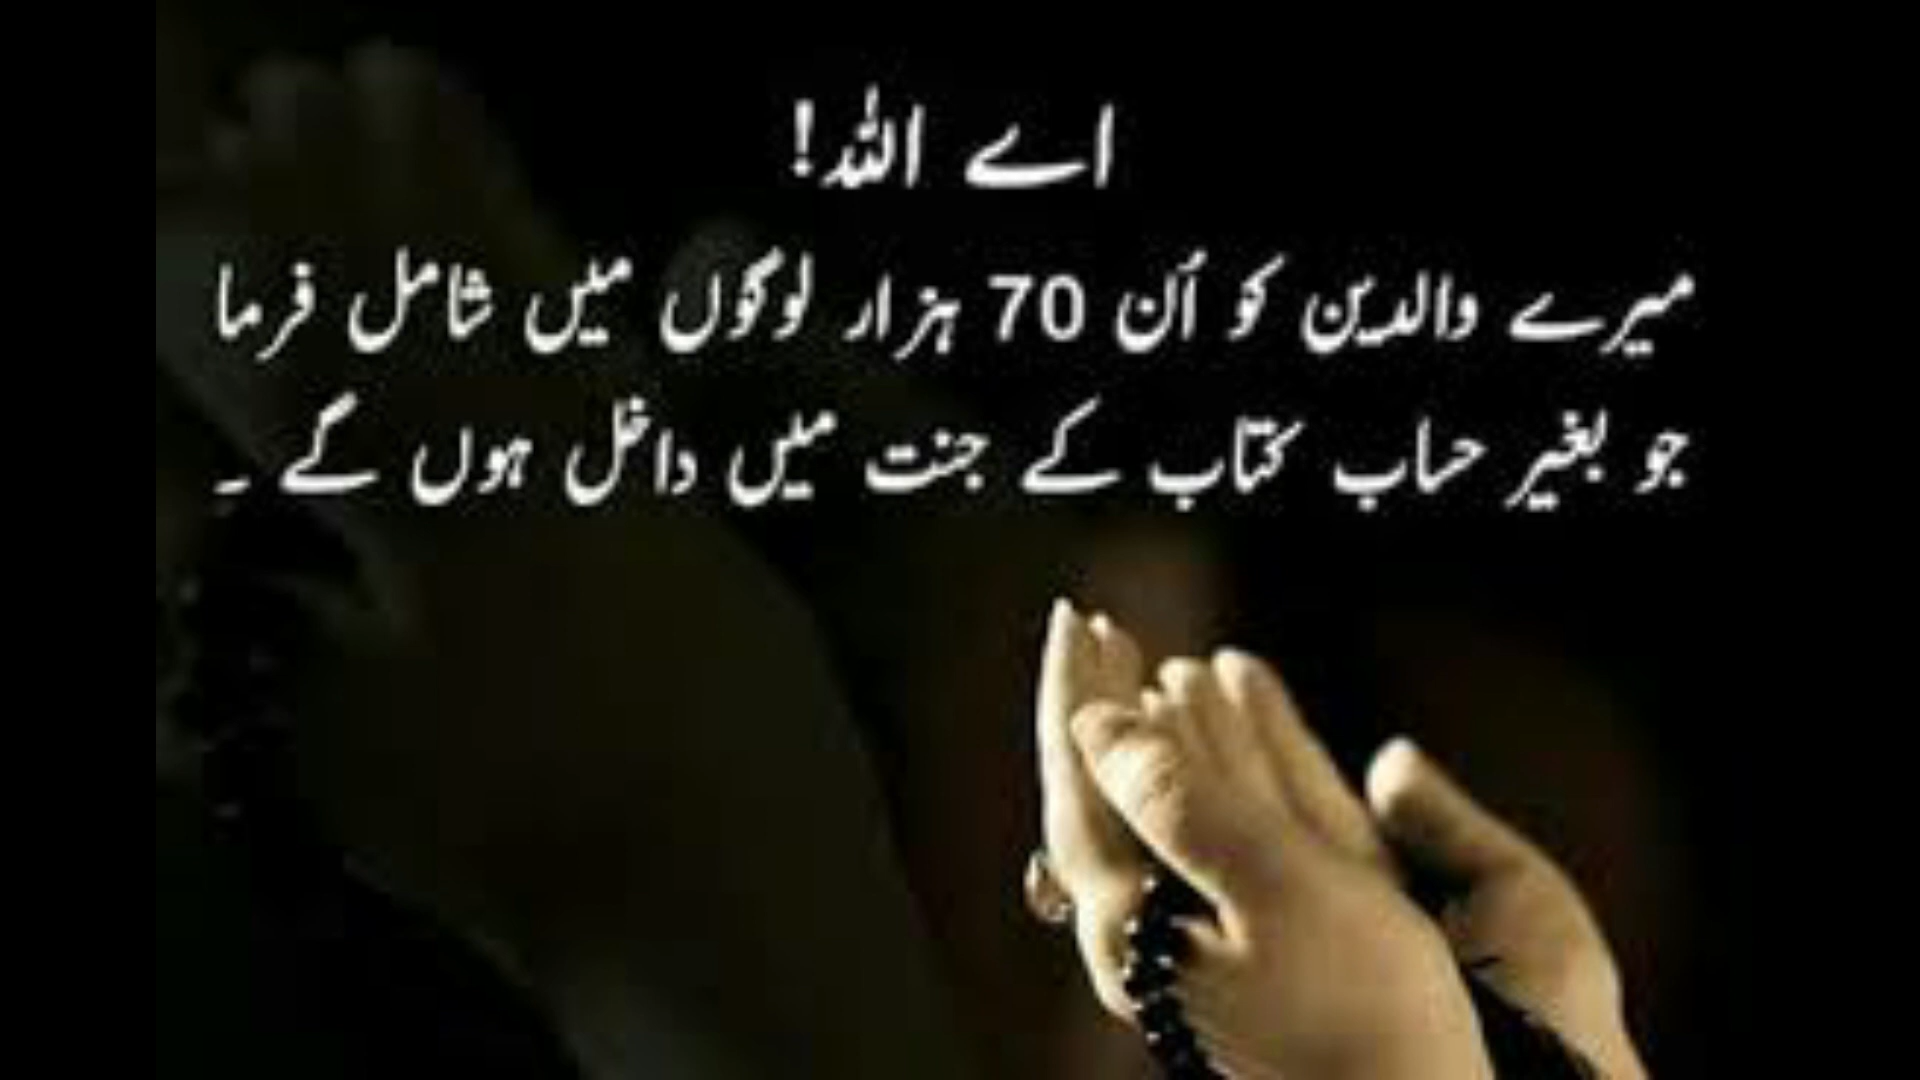 اے اللہ!
میرے والدین کو اُن 70 ہزار لوگوں میں شامل فرما
جو بغیر حساب کتاب کے جنت میں داخل ہوں گے ۔